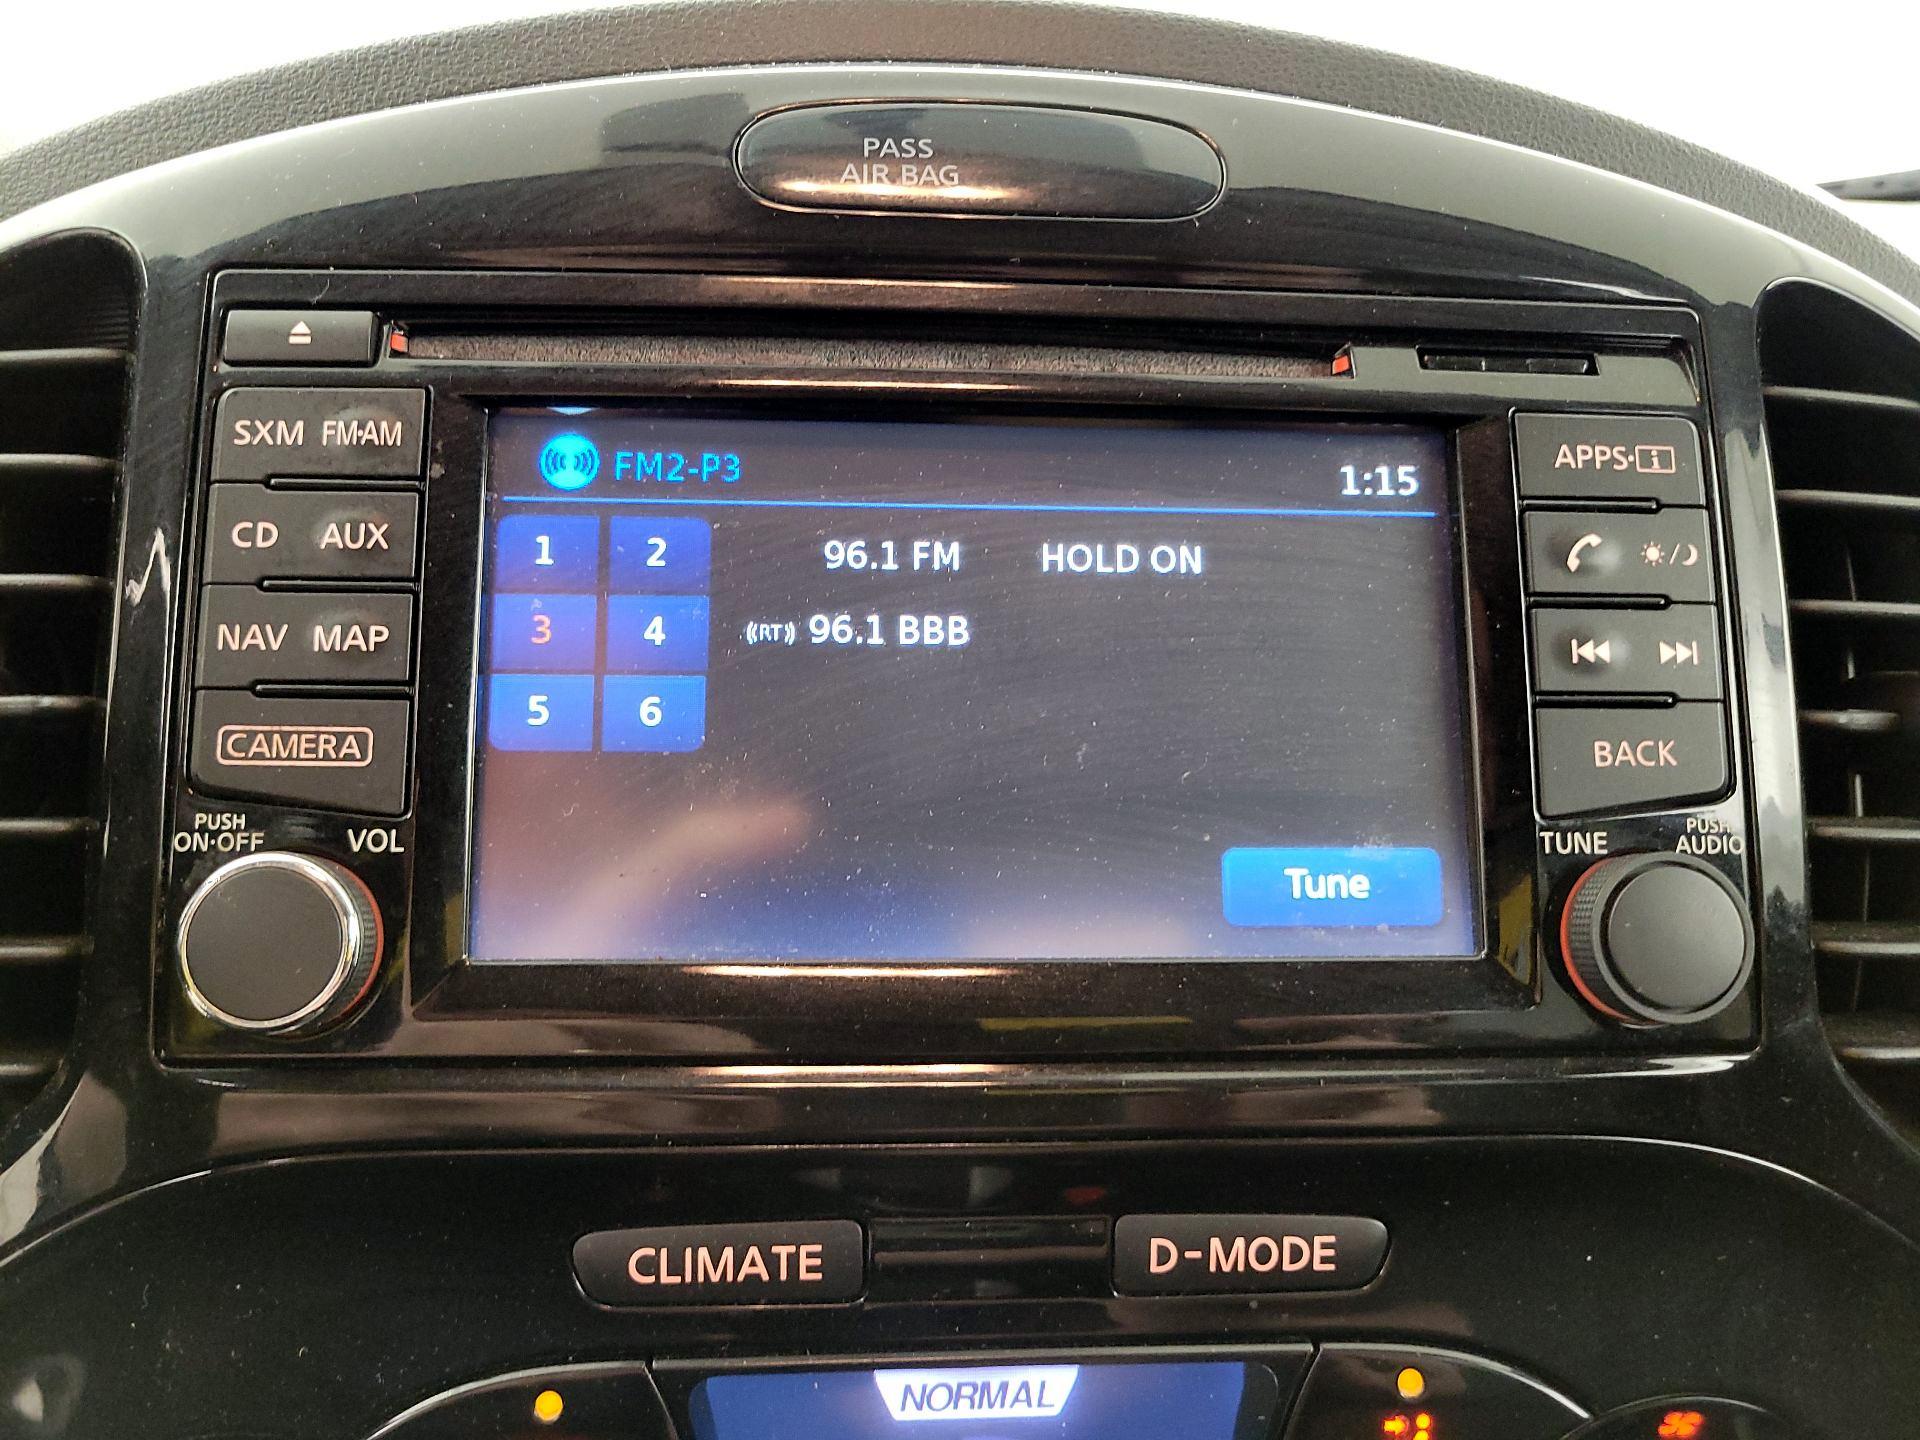 PASS
AIR BAG
SXM FM·AM
CD AUX
NAV MAP
CAMERA
PUSH
ON·OFF
VOL
FM2-P3
1:15
1 2
3 4
5 6
96.1 FM HOLD ON
((RT)) 96.1 BBB
Tune
APPS·i
BACK
TUNE
PUSH
AUDIO
CLIMATE
D-MODE
NORMAL